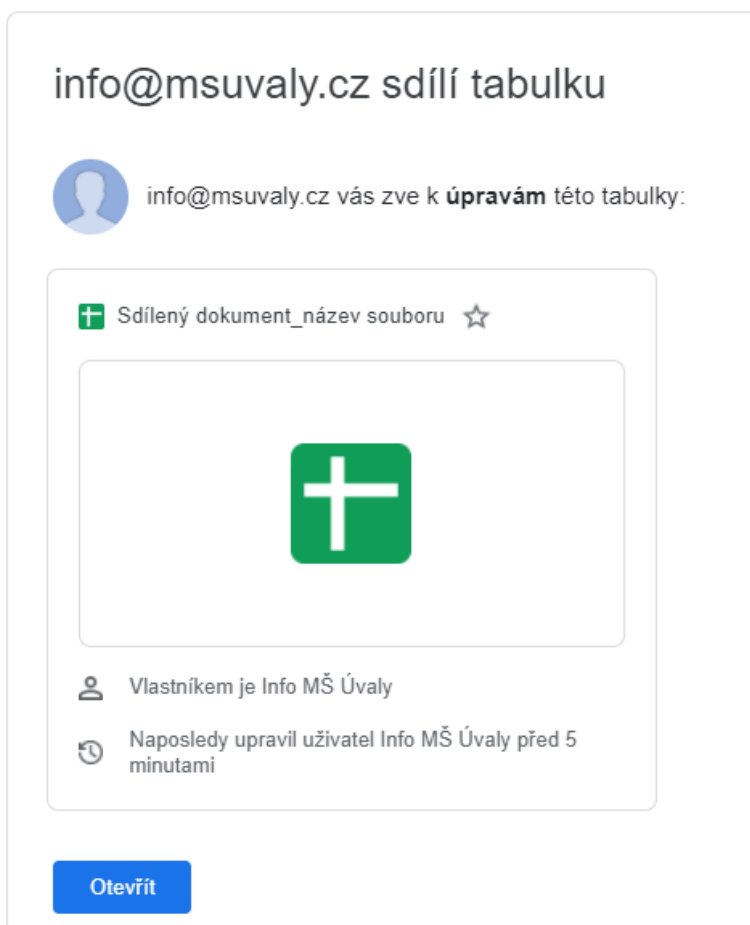 info@msuvaly.cz sdílí tabulku
info@msuvaly.cz vás zve k úpravám této tabulky:
Sdílený dokument_název souboru
Vlastníkem je Info MŠ Úvaly
Naposledy upravil uživatel Info MŠ Úvaly před 5
minutami
Otevřít